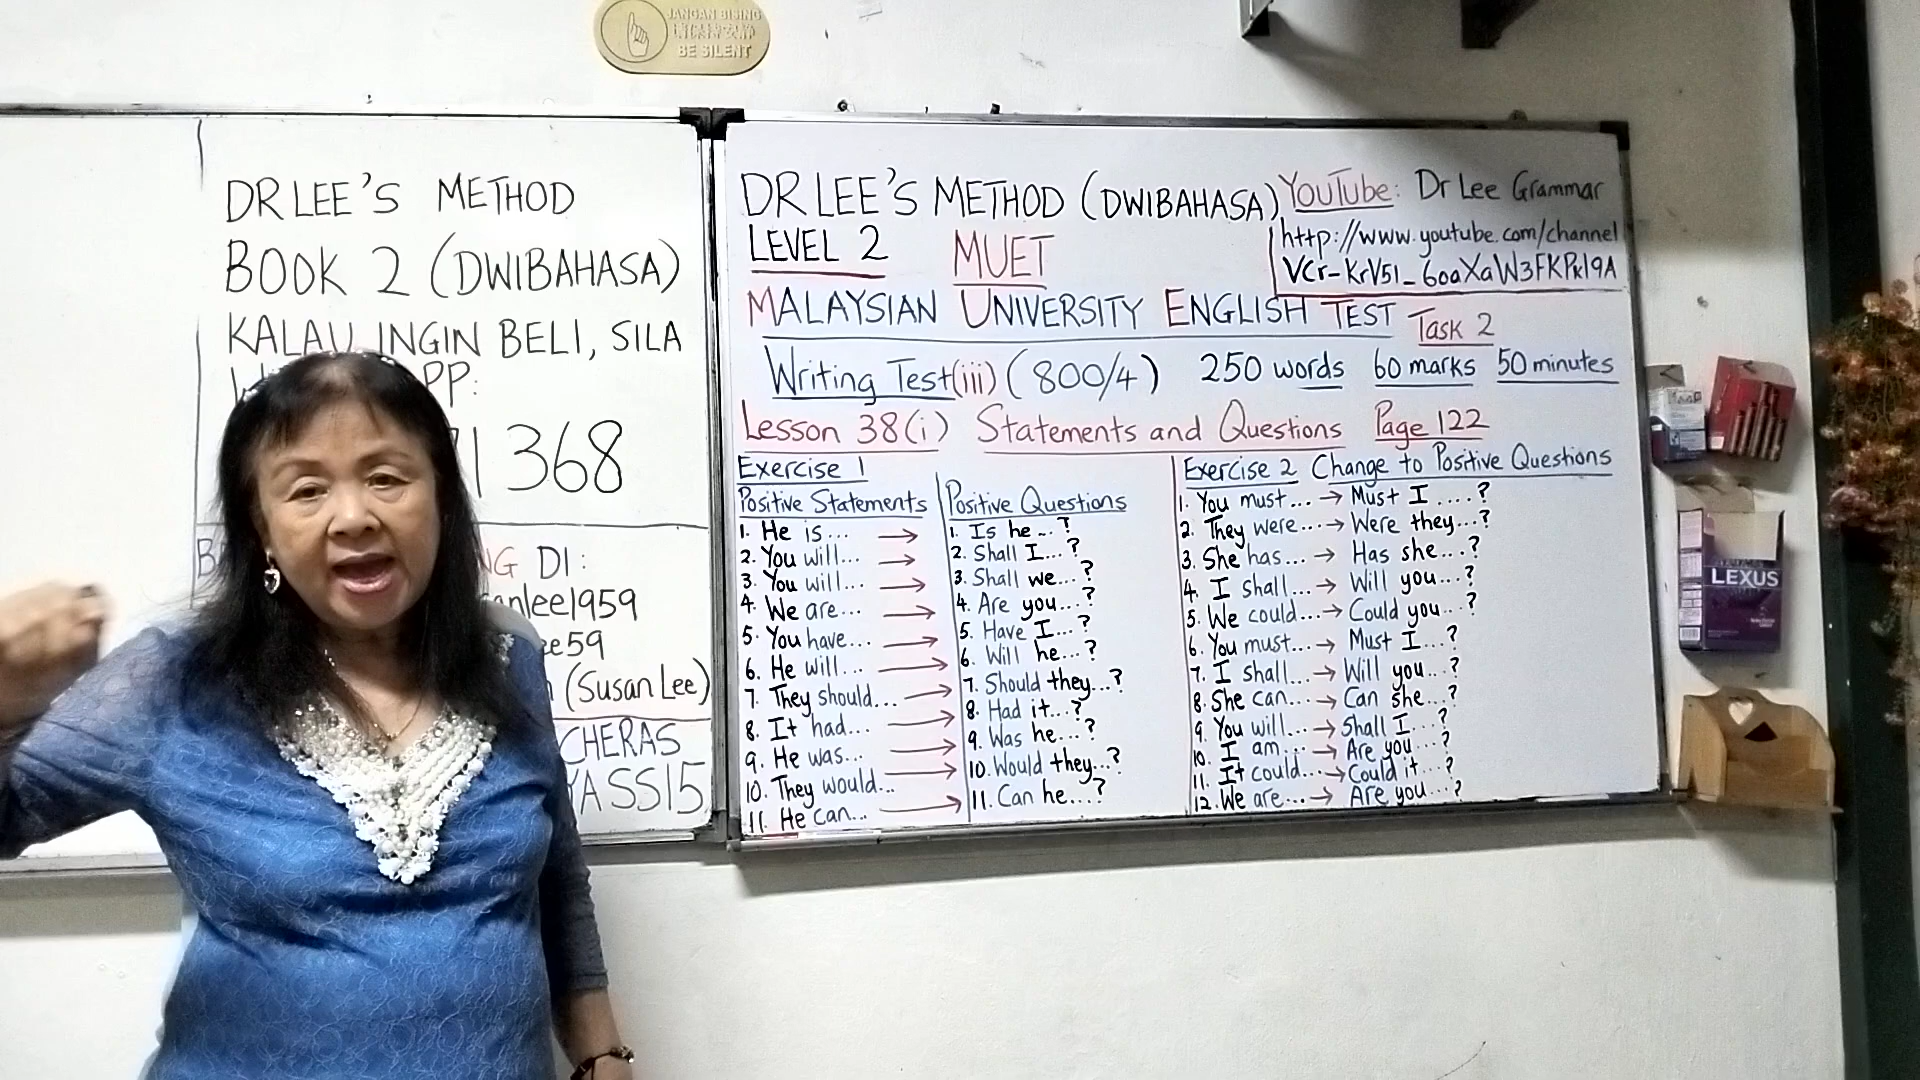 JANGAN BISING
请保持安静
BE SILENT
DR LEE'S METHOD
BOOK 2 (DWIBAHASA)
KALAU INGIN BELI, SILA
PP:
1368
NG DI:
anlee1959
ee59
(Susan Lee)
CHERAS
YASS15
DR LEE'S METHOD (DWIBAHASA)
LEVEL 2 MUET
YouTube: Dr Lee Grammar
http://www.youtube.com/channel
VCr-KrV51_6oaXaW3FKPkl9A
MALAYSIAN UNIVERSITY ENGLISH TEST Task 2
Writing Test(iii) (800/4) 250 words 60 marks 50 minutes
Lesson 38(i) Statements and Questions Page 122
Exercise 1
Positive Statements
1. He is... →
2. You will... →
3. You will... →
4. We are... →
5. You have... →
6. He will... →
7. They should... →
8. It had... →
9. He was... →
10. They would... →
11. He can... →
Positive Questions
1. Is he...?
2. Shall I...?
3. Shall we...?
4. Are you...?
5. Have I...?
6. Will he...?
7. Should they...?
8. Had it...?
9. Was he...?
10. Would they...?
11. Can he...?
Exercise 2 Change to Positive Questions
1. You must... → Must I ....?
2. They were... → Were they...?
3. She has... → Has she...?
4. I shall... → Will you...?
5. We could... → Could you...?
6. You must... → Must I...?
7. I shall... → Will you...?
8. She can... → Can she...?
9. You will... → Shall I...?
10. I am... → Are you...?
11. It could... → Could it...?
12. We are... → Are you...?
LEXUS